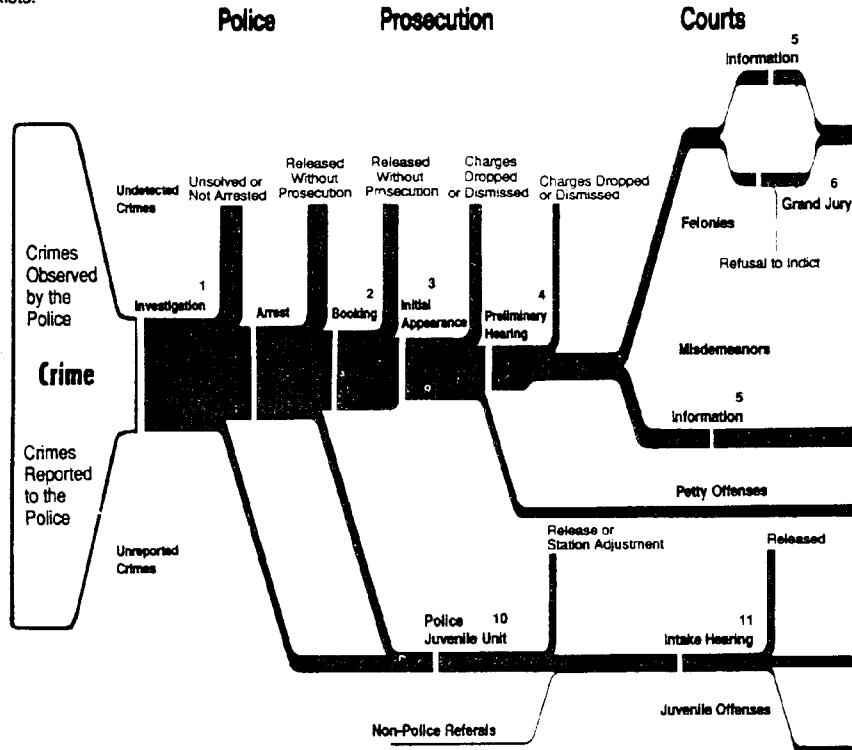 Police
Prosecution
Courts
5
Information
Undetected
Crimes
Unsolved or
Not Arrested
Released
Without
Prosecution
Released
Without
Prosecution
Charges
Dropped
or Dismissed
Charges Dropped
or Dismissed
6
Grand Jury
Felonies
Refusal to Indict
Crimes
Observed
by the
Police
1
Investigation
Arrest
2
Booking
3
Initial
Appearance
4
Preliminary
Hearing
Misdemeanors
Crime
5
Information
Crimes
Reported
to the
Police
Petty Offenses
Unreported
Crimes
Release or
Station Adjustment
Released
Police 10
Juvenile Unit
11
Intake Hearing
Juvenile Offenses
Non-Police Referrals